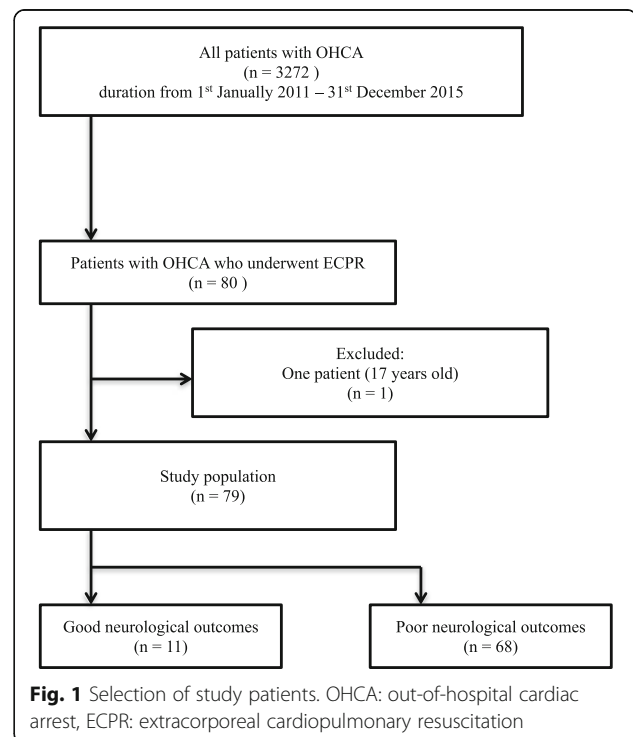 All patients with OHCA
(n = 3272 )
duration from 1st Janually 2011 – 31st December 2015
Patients with OHCA who underwent ECPR
(n = 80 )
Excluded:
One patient (17 years old)
(n = 1)
Study population
(n = 79)
Good neurological outcomes
(n = 11)
Poor neurological outcomes
(n = 68)
Fig. 1 Selection of study patients. OHCA: out-of-hospital cardiac
arrest, ECPR: extracorporeal cardiopulmonary resuscitation